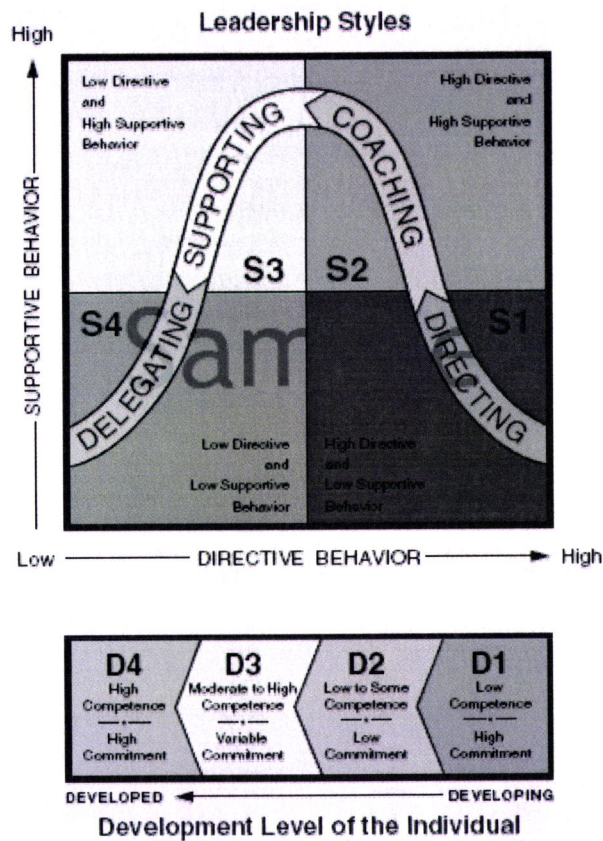 Leadership Styles
High
Low Directive
and
High Supportive
Behavior
High Directive
and
High Supportive
Behavior
SUPPORTING
COACHING
S3
S2
S4
S1
DELEGATING
DIRECTING
Sam
Low Directive
and
Low Supportive
Behavior
High Directive
and
Low Supportive
Behavior
SUPPORTIVE BEHAVIOR
Low
DIRECTIVE BEHAVIOR
High
D4
High
Competence
High
Commitment
D3
Moderate to High
Competence
Variable
Commitment
D2
Low to Some
Competence
Low
Commitment
D1
Low
Competence
High
Commitment
DEVELOPED
DEVELOPING
Development Level of the Individual